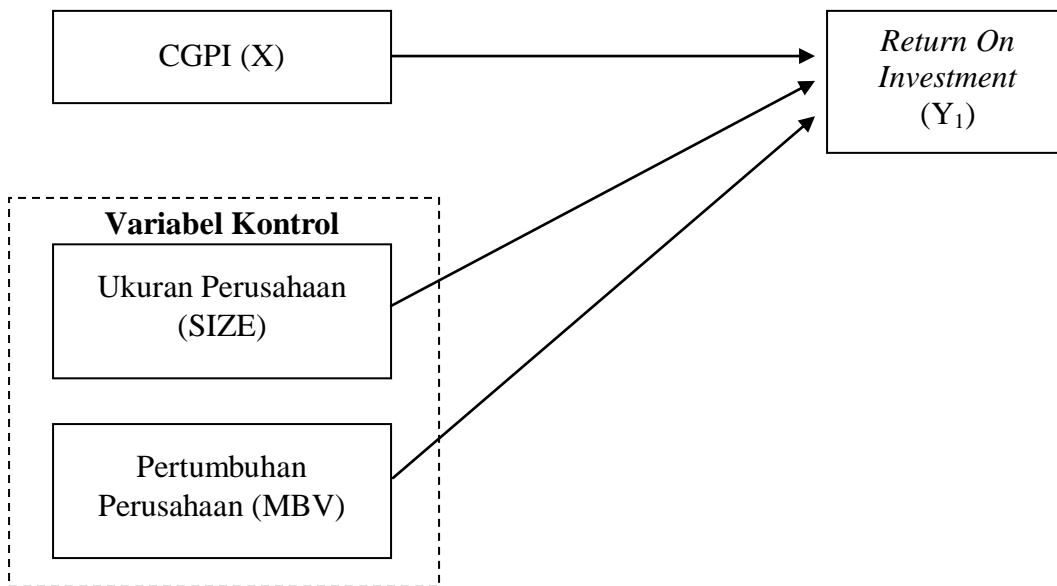 CGPI (X)
Return On
Investment
(Y₁)
Variabel Kontrol
Ukuran Perusahaan
(SIZE)
Pertumbuhan
Perusahaan (MBV)